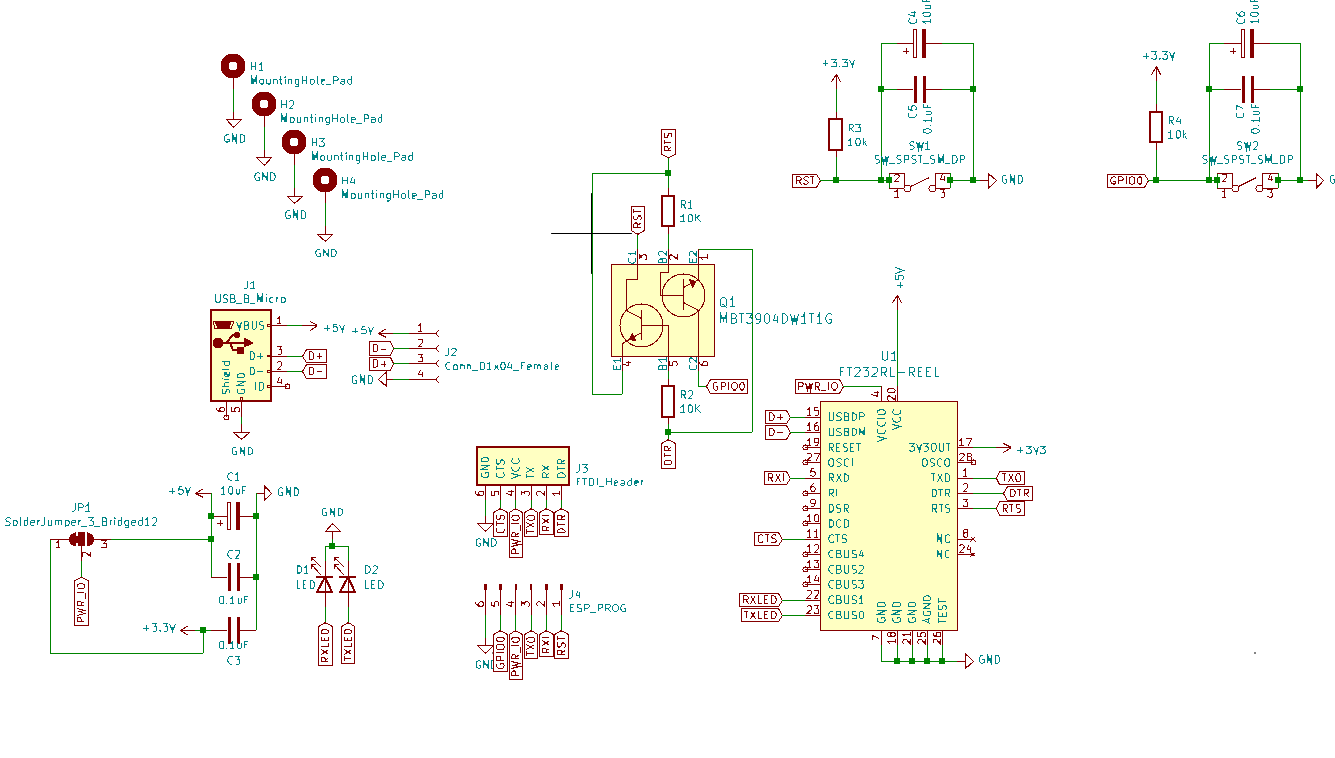 H1
MountingHole_Pad
GND
H2
MountingHole_Pad
GND
H3
MountingHole_Pad
GND
H4
MountingHole_Pad
GND
J1
USB_B_Micro
VBUS 1 +5V
D+ 3 D+
D- 2 D-
ID 4
Shield
GND
6 5
GND
+5V 1
D- 2
D+ 3
GND 4
J2
Conn_01x04_Female
JP1
SolderJumper_3_Bridged12
1 2 3
PWR_IO
+5V
C1
10uF
+
GND
C2
0.1uF
+3.3V
0.1uF
C3
GND
D1
LED
D2
LED
RXLED
TXLED
RTS
R1
10K
RST
C1 B2 E2
3 2 1
Q1
MBT3904DW1T1G
E1 B1 C2
4 5 6
GPIO0
R2
10K
DTR
GND CTS VCC TX RX DTR
6 5 4 3 2 1
J3
FTDI_Header
GND
CTS
PWR_IO
TXO
RXI
DTR
6 5 4 3 2 1
J4
ESP_PROG
GND
GPIO0
PWR_IO
TXO
RXI
RST
+3.3V
R3
10k
C4
10uF
+
C5
0.1uF
SW1
SW_SPST_SM_DP
RST
2 4
1 3
GND
+3.3V
R4
10k
C6
10uF
+
C7
0.1uF
SW2
SW_SPST_SM_DP
GPIO0
2 4
1 3
G
+5V
U1
FT232RL-REEL
PWR_IO
4 20
VCCIO VCC
D+ 15 USBDP
D- 16 USBDM
19 RESET
27 OSCI
RXI 5 RXD
6 RI
9 DSR
10 DCD
CTS 11 CTS
12 CBUS4
13 CBUS2
14 CBUS3
RXLED 22 CBUS1
TXLED 23 CBUS0
3V3OUT 17 +3V3
OSCO 28
TXD 1 TXO
DTR 2 DTR
RTS 3 RTS
NC 8
NC 24
GND GND GND AGND TEST
7 18 21 25 26
GND